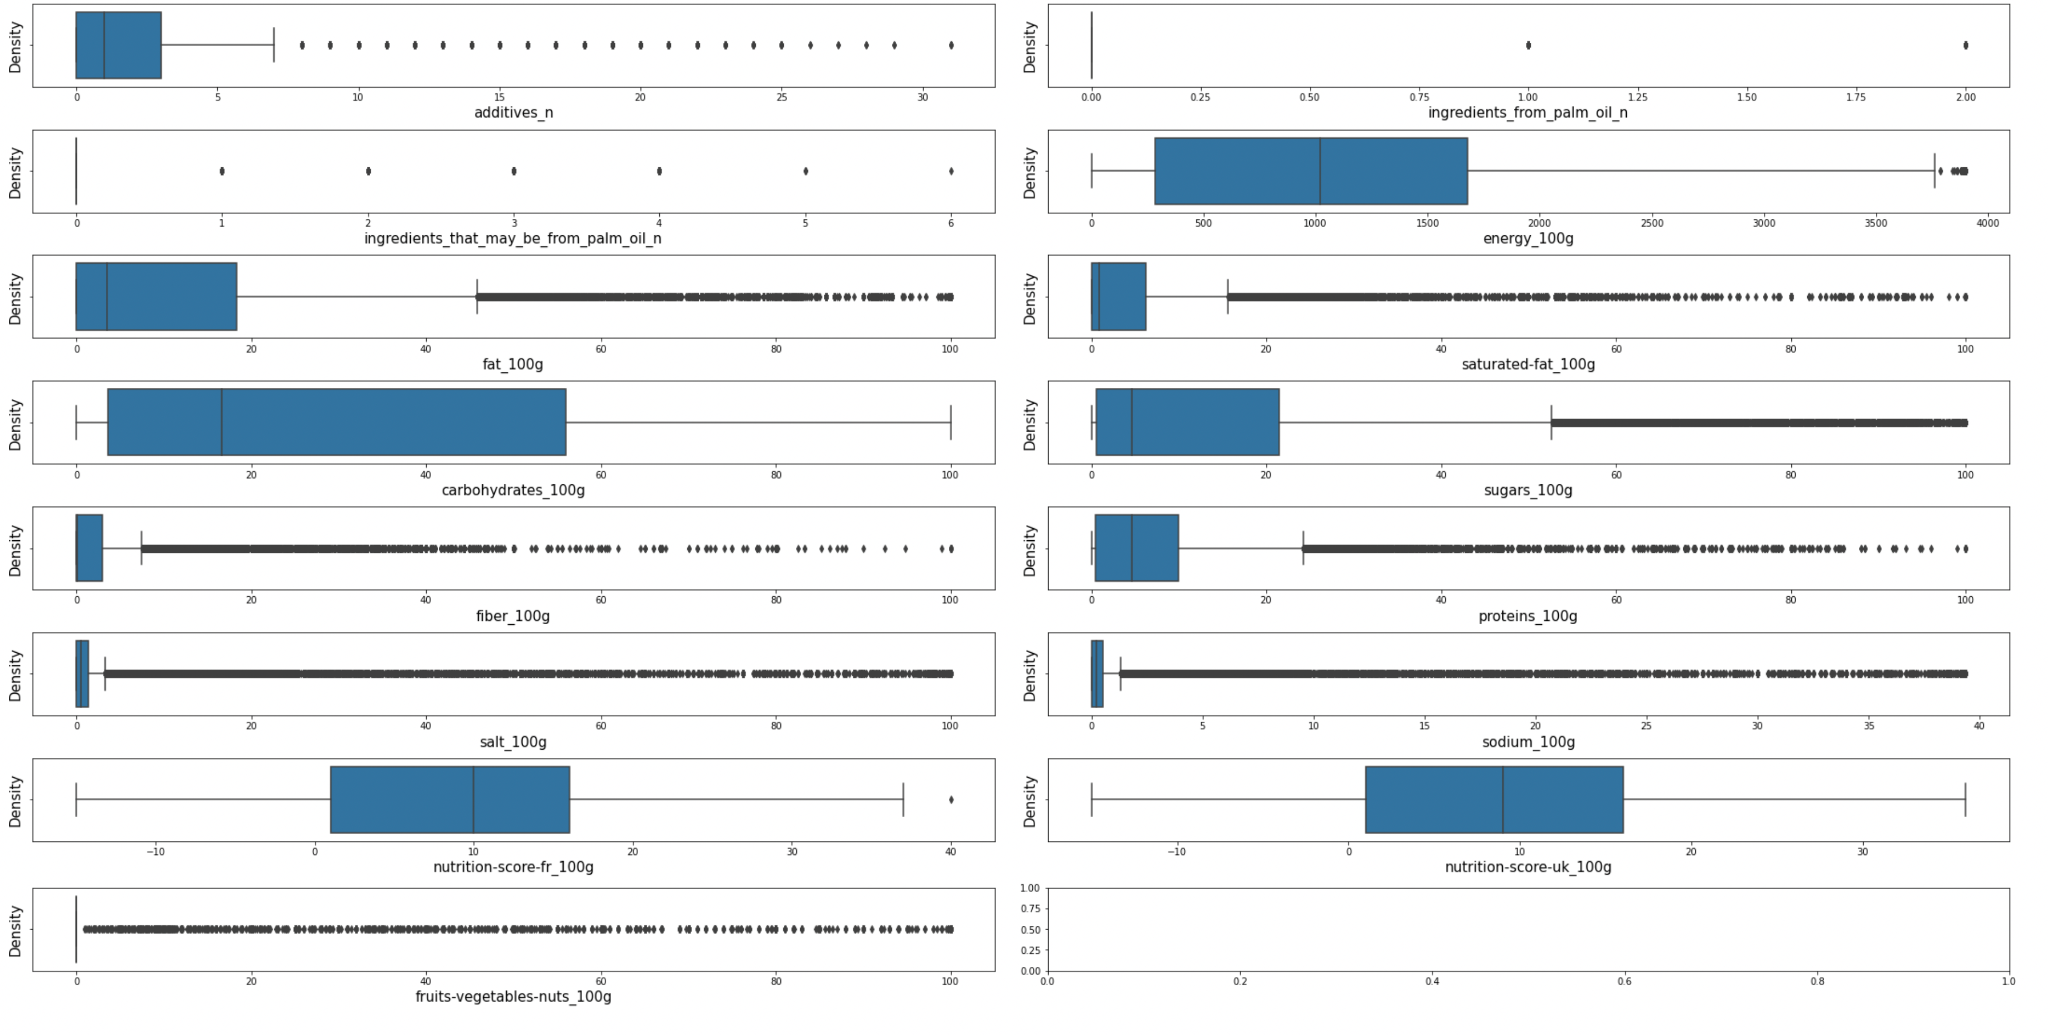 Density
0 5 10 15 20 25 30
additives_n
Density
0.00 0.25 0.50 0.75 1.00 1.25 1.50 1.75 2.00
ingredients_from_palm_oil_n
Density
0 1 2 3 4 5 6
ingredients_that_may_be_from_palm_oil_n
Density
0 500 1000 1500 2000 2500 3000 3500 4000
energy_100g
Density
0 20 40 60 80 100
fat_100g
Density
0 20 40 60 80 100
saturated-fat_100g
Density
0 20 40 60 80 100
carbohydrates_100g
Density
0 20 40 60 80 100
sugars_100g
Density
0 20 40 60 80 100
fiber_100g
Density
0 20 40 60 80 100
proteins_100g
Density
0 20 40 60 80 100
salt_100g
Density
0 5 10 15 20 25 30 35 40
sodium_100g
Density
−10 0 10 20 30 40
nutrition-score-fr_100g
Density
−10 0 10 20 30
nutrition-score-uk_100g
Density
0 20 40 60 80 100
fruits-vegetables-nuts_100g
1.00
0.75
0.50
0.25
0.00
0.0 0.2 0.4 0.6 0.8 1.0